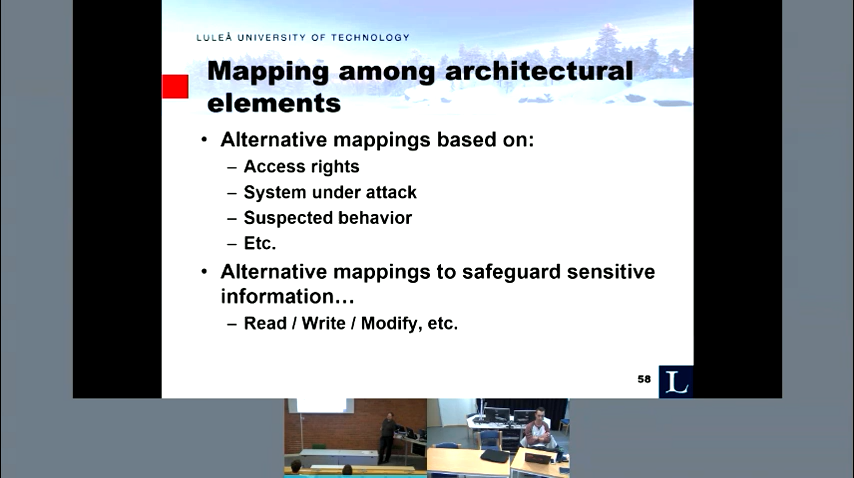 LULEÅ UNIVERSITY OF TECHNOLOGY
Mapping among architectural
elements
• Alternative mappings based on:
– Access rights
– System under attack
– Suspected behavior
– Etc.
• Alternative mappings to safeguard sensitive
information…
– Read / Write / Modify, etc.
58
L